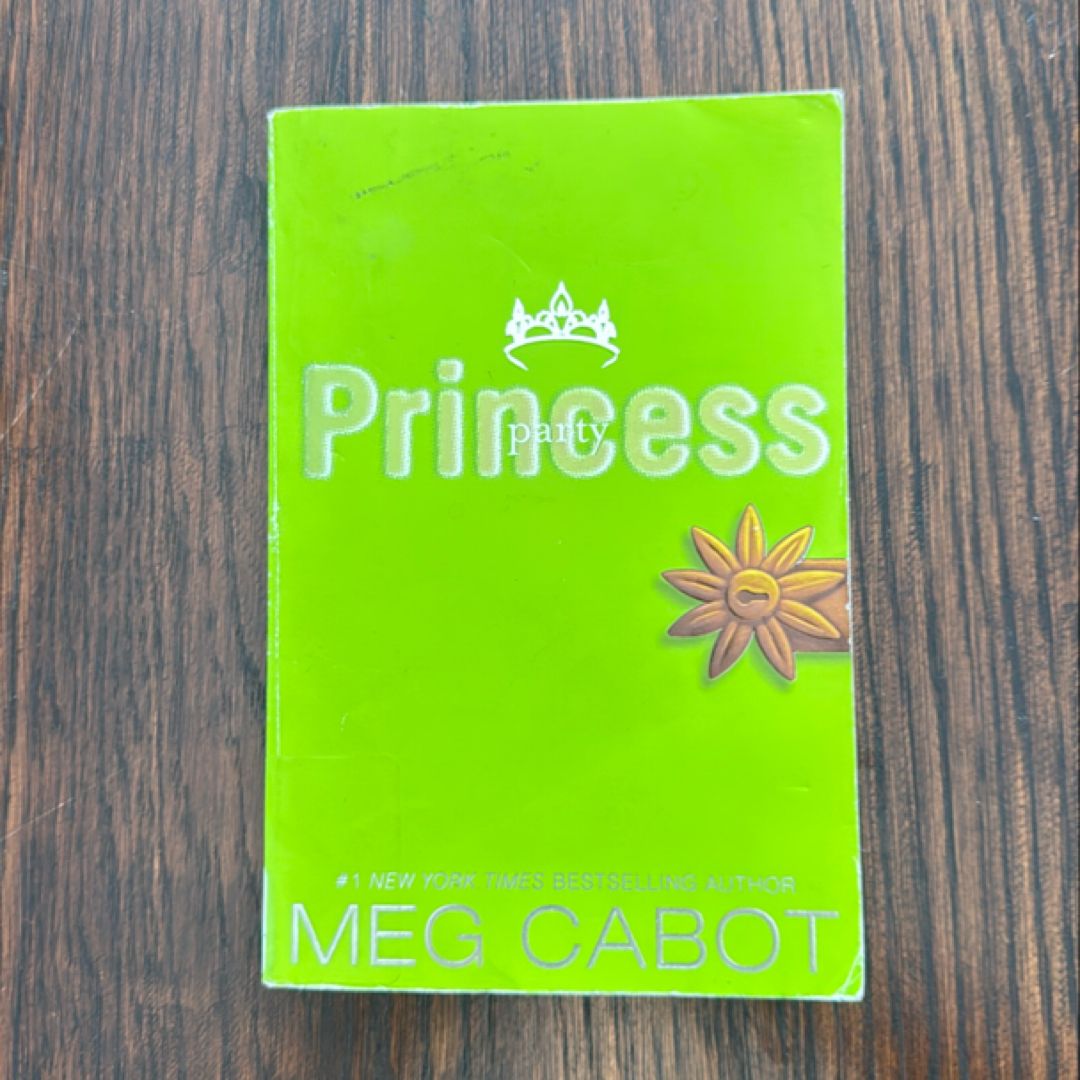 Princess
party
#1 NEW YORK TIMES BESTSELLING AUTHOR
MEG CABOT